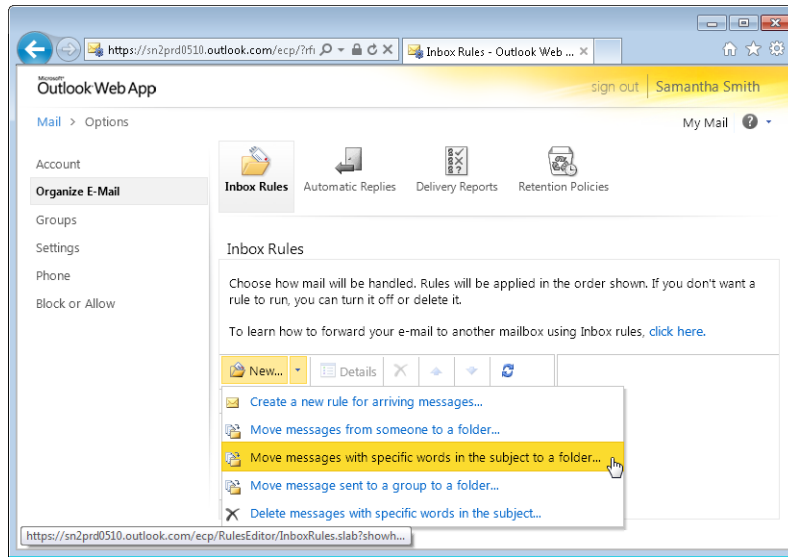 https://sn2prd0510.outlook.com/ecp/?rfr
Inbox Rules - Outlook Web ...
Microsoft
Outlook Web App
sign out
Samantha Smith
Mail > Options
My Mail
Account
Organize E-Mail
Groups
Settings
Phone
Block or Allow
Inbox Rules
Automatic Replies
Delivery Reports
Retention Policies
Inbox Rules
Choose how mail will be handled. Rules will be applied in the order shown. If you don't want a
rule to run, you can turn it off or delete it.
To learn how to forward your e-mail to another mailbox using Inbox rules, click here.
New...
Details
Create a new rule for arriving messages...
Move messages from someone to a folder...
Move messages with specific words in the subject to a folder...
Move message sent to a group to a folder...
Delete messages with specific words in the subject...
https://sn2prd0510.outlook.com/ecp/RulesEditor/InboxRules.slab?showh...